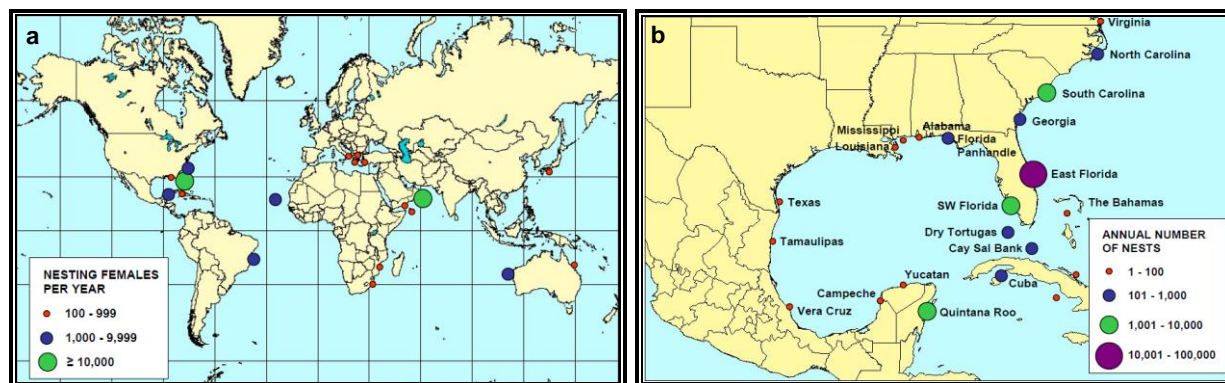 a
NESTING FEMALES
PER YEAR
100 - 999
1,000 - 9,999
≥ 10,000
b
Virginia
North Carolina
South Carolina
Georgia
Alabama
Mississippi
Louisiana
Florida
Panhandle
East Florida
Texas
SW Florida
The Bahamas
Dry Tortugas
Tamaulipas
Cay Sal Bank
Yucatan
Cuba
Campeche
Vera Cruz
Quintana Roo
ANNUAL NUMBER
OF NESTS
1 - 100
101 - 1,000
1,001 - 10,000
10,001 - 100,000